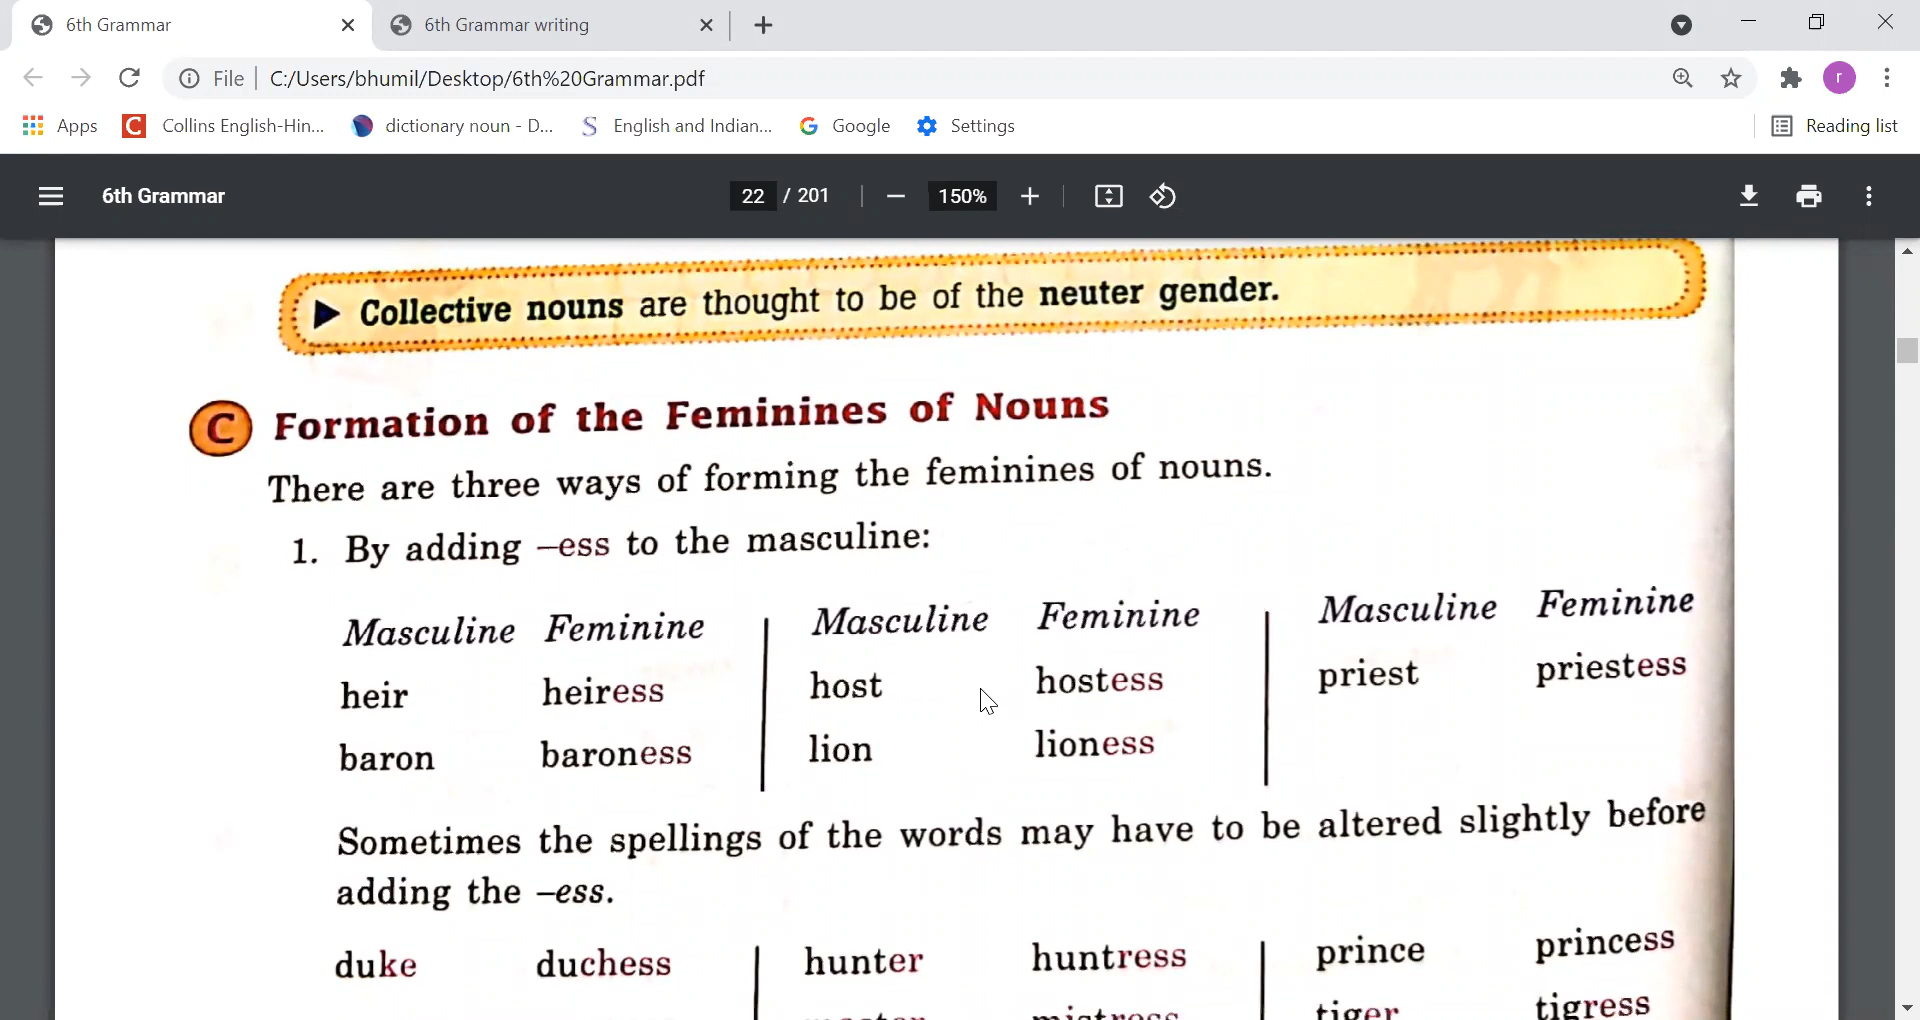 6th Grammar
6th Grammar writing
File
C:/Users/bhumil/Desktop/6th%20Grammar.pdf
r
Apps
Collins English-Hin...
dictionary noun - D...
English and Indian...
Google
Settings
Reading list
6th Grammar
22 / 201
150%
Collective nouns are thought to be of the neuter gender.
C Formation of the Feminines of Nouns
There are three ways of forming the feminines of nouns.
1. By adding –ess to the masculine:
Masculine Feminine Masculine Feminine Masculine Feminine
heir heiress host hostess priest priestess
baron baroness lion lioness
Sometimes the spellings of the words may have to be altered slightly before
adding the –ess.
duke duchess hunter huntress prince princess
master mistress tiger tigress